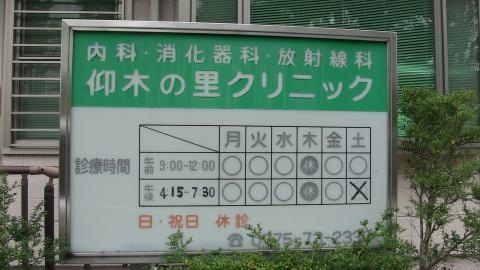 内科・消化器科・放射線科
仰木の里クリニック
月 火 水 木 金 土
診療時間
午前 9:00-12:00 ○ ○ ○ 休 ○ ○
午後 4:15-7:30 ○ ○ ○ 休 ○ ×
日・祝日 休診